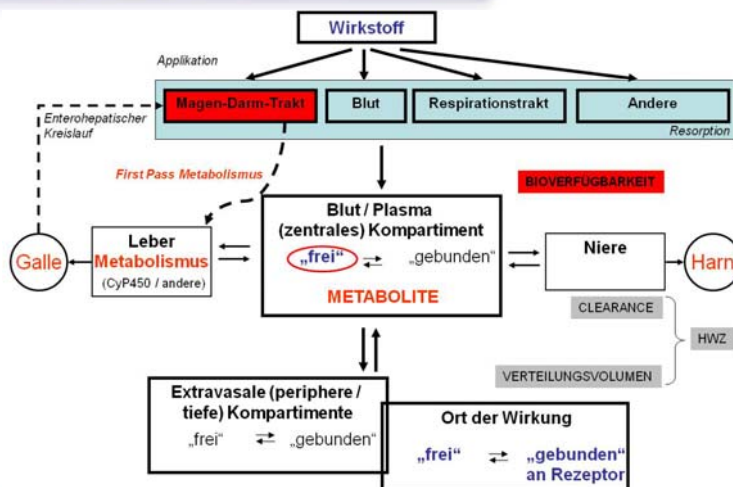 Wirkstoff
Applikation
Magen-Darm-Trakt
Blut
Respirationstrakt
Andere
Enterohepatischer
Kreislauf
Resorption
First Pass Metabolismus
BIOVERFÜGBARKEIT
Blut / Plasma
(zentrales) Kompartiment
„frei“ „gebunden“
METABOLITE
Galle
Leber
Metabolismus
(CyP450 / andere)
Niere
Harn
CLEARANCE
HWZ
VERTEILUNGSVOLUMEN
Extravasale (periphere /
tiefe) Kompartimente
„frei“ „gebunden“
Ort der Wirkung
„frei“ „gebunden“
an Rezeptor